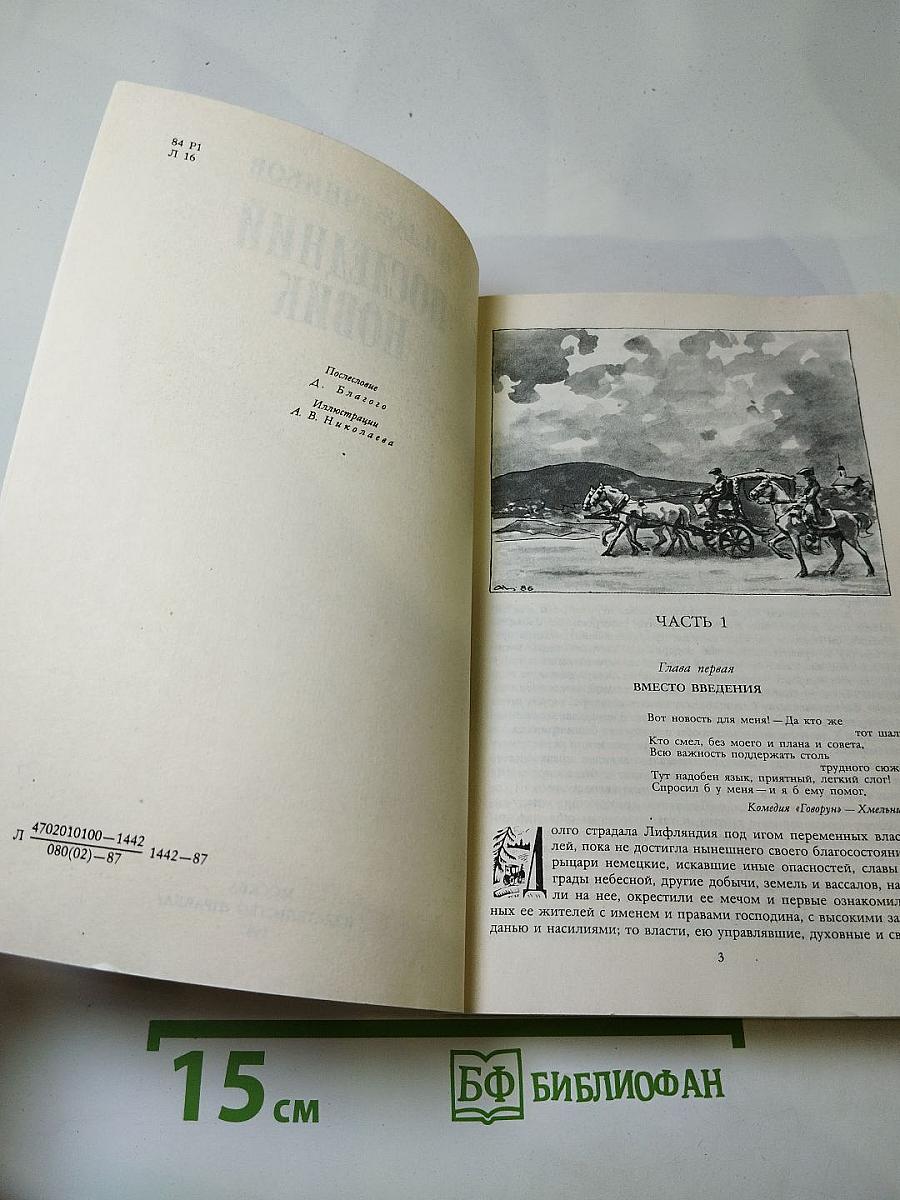 84 Р1
Л 16
Послесловие
Д. Благого
Иллюстрации
А. В. Николаева
Л 4702010100—1442
080(02)—87 1442—87
ЧАСТЬ 1
Глава первая
ВМЕСТО ВВЕДЕНИЯ
Вот новость для меня! — Да кто же
тот шал
Кто смел, без моего и плана и совета,
Всю важность поддержать столь
трудного сюж
Тут надобен язык, приятный, легкий слог!
Спросил б у меня — и я б ему помог.
Комедия «Говорун» — Хмельни
Долго страдала Лифляндия под игом переменных влас
лей, пока не достигла нынешнего своего благосостояни
рыцари немецкие, искавшие иные опасностей, славы
грады небесной, другие добычи, земель и вассалов, на
ли на нее, окрестили ее мечом и первые ознакомил
ных ее жителей с именем и правами господина, с высокими за
данью и насилиями; то власти, ею управлявшие, духовные и св
3
15 см
БФ БИБЛИОФАН